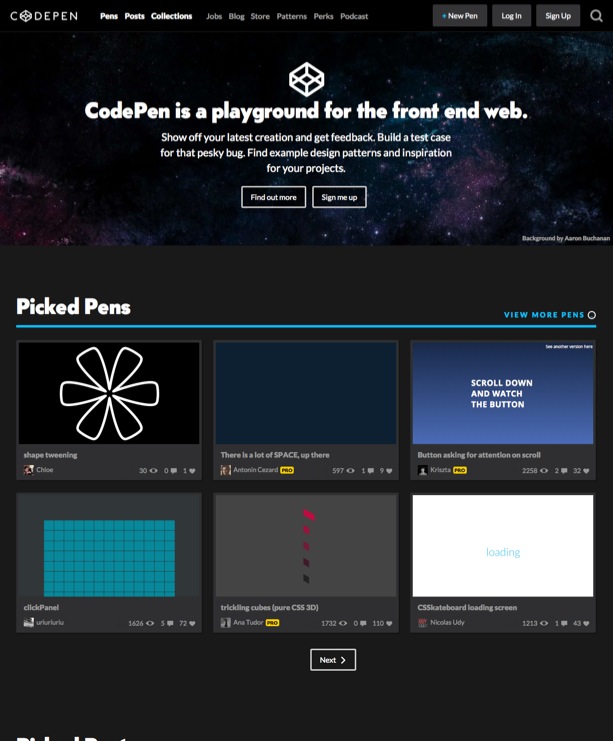 CODEPEN Pens Posts Collections Jobs Blog Store Patterns Perks Podcast + New Pen Log In Sign Up
CodePen is a playground for the front end web.
Show off your latest creation and get feedback. Build a test case
for that pesky bug. Find example design patterns and inspiration
for your projects.
Find out more Sign me up
Background by Aaron Buchanan
Picked Pens
VIEW MORE PENS
See another version here
SCROLL DOWN
AND WATCH
THE BUTTON
shape tweening
Chloe 30 0 1
There is a lot of SPACE, up there
Antonin Cezard PRO 597 1 9
Button asking for attention on scroll
Kriszta PRO 2258 2 32
loading
clickPanel
uriuriuriu 1626 5 72
trickling cubes (pure CSS 3D)
Ana Tudor PRO 1732 0 110
CSSkateboard loading screen
Nicolas Udy 1213 1 43
Next